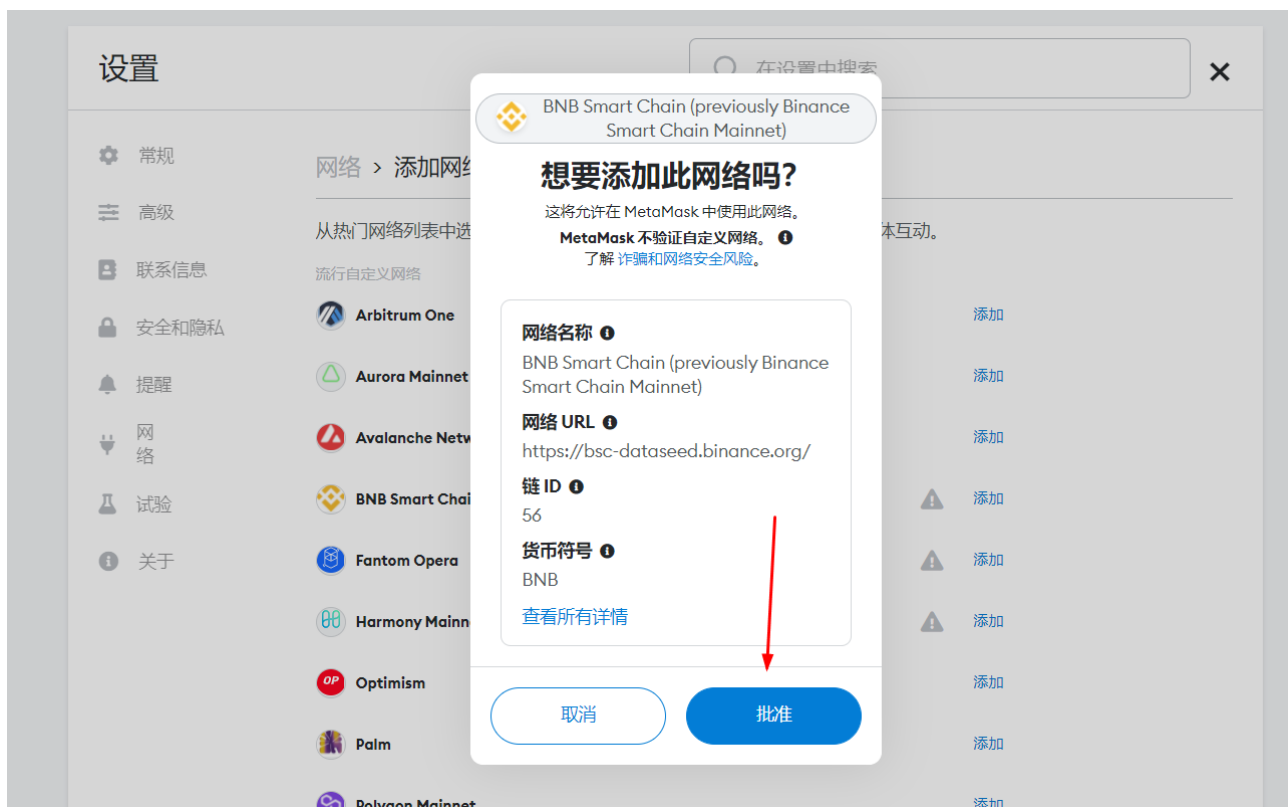 设置
在设置中搜索
常规
高级
联系信息
安全和隐私
提醒
网
络
试验
关于
网络 > 添加网络
从热门网络列表中选
体互动。
流行自定义网络
Arbitrum One
添加
Aurora Mainnet
添加
Avalanche Netw
添加
BNB Smart Chai
添加
Fantom Opera
添加
Harmony Mainn
添加
OP
Optimism
添加
Palm
添加
Polygon Mainnet
添加
BNB Smart Chain (previously Binance
Smart Chain Mainnet)
想要添加此网络吗?
这将允许在 MetaMask 中使用此网络。
MetaMask 不验证自定义网络。
了解 诈骗和网络安全风险。
网络名称
BNB Smart Chain (previously Binance
Smart Chain Mainnet)
网络 URL
https://bsc-dataseed.binance.org/
链 ID
56
货币符号
BNB
查看所有详情
取消
批准